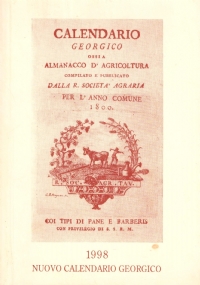 CALENDARIO
GEORGICO
OSSIA
ALMANACCO D'AGRICOLTURA
COMPILATO E PUBBLICATO
DALLA R. SOCIETA' AGRARIA
PER L'ANNO COMUNE
1800.
COI TIPI DI FANE E BARBERIS
CON PRIVILEGIO DI S. S. R. M.
1998
NUOVO CALENDARIO GEORGICO